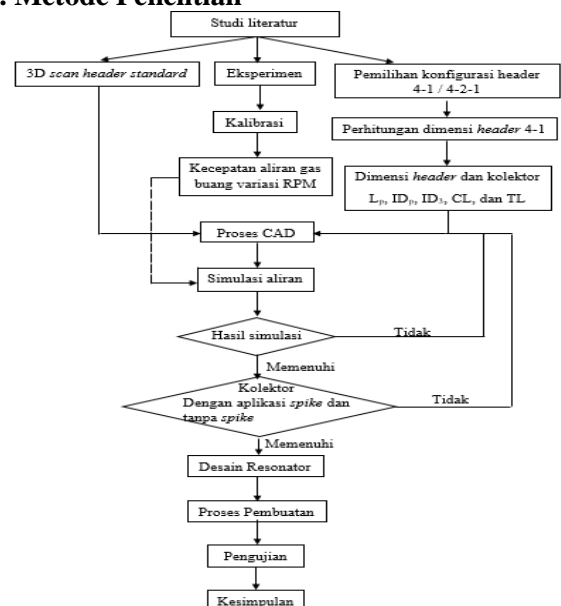 . Metode Penelitian
Studi literatur
3D scan header standard
Eksperimen
Pemilihan konfigurasi header
4-1 / 4-2-1
Kalibrasi
Perhitungan dimensi header 4-1
Kecepatan aliran gas
buang variasi RPM
Dimensi header dan kolektor
Lp, IDp, ID3, CL, dan TL
Proses CAD
Simulasi aliran
Hasil simulasi
Tidak
Memenuhi
Kolektor
Dengan aplikasi spike dan
tanpa spike
Tidak
Memenuhi
Desain Resonator
Proses Pembuatan
Pengujian
Kesimpulan